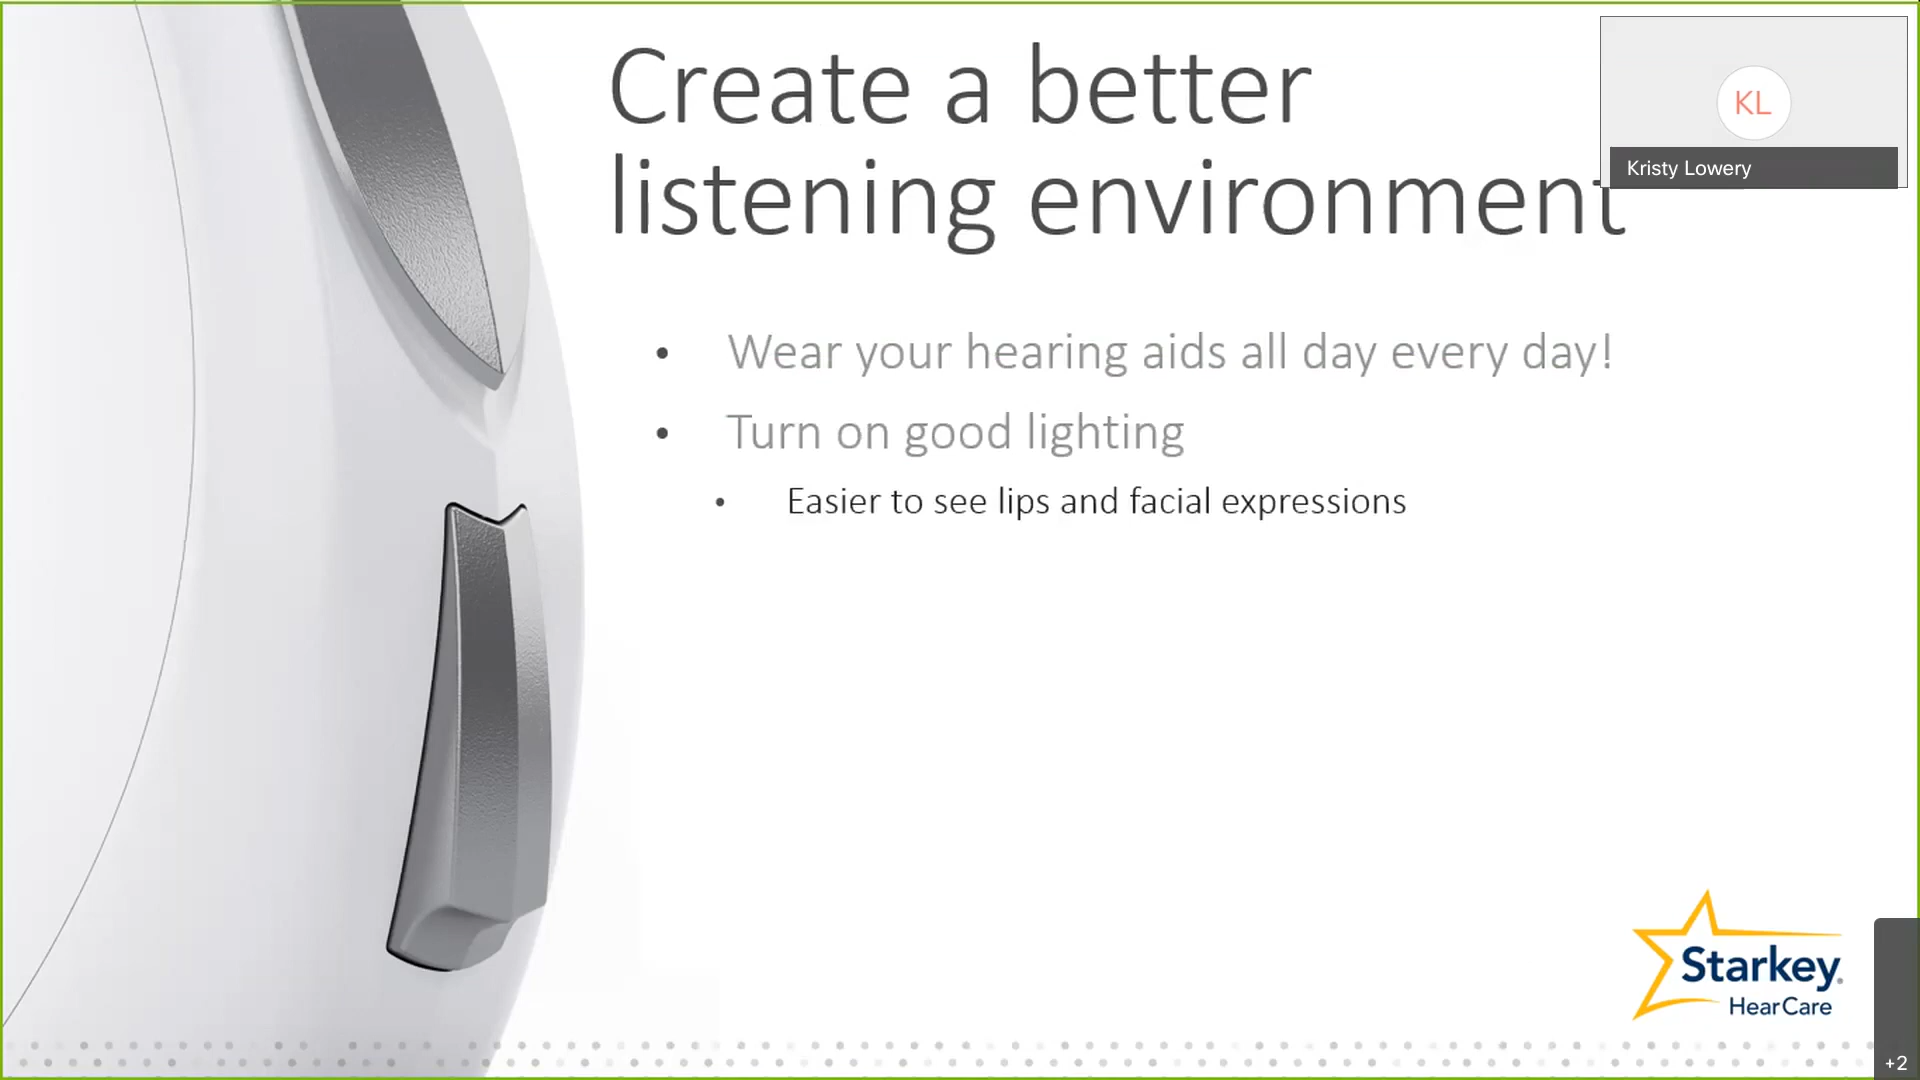 Create a better
listening environment
KL
Kristy Lowery
• Wear your hearing aids all day every day!
• Turn on good lighting
• Easier to see lips and facial expressions
Starkey.
HearCare
+2